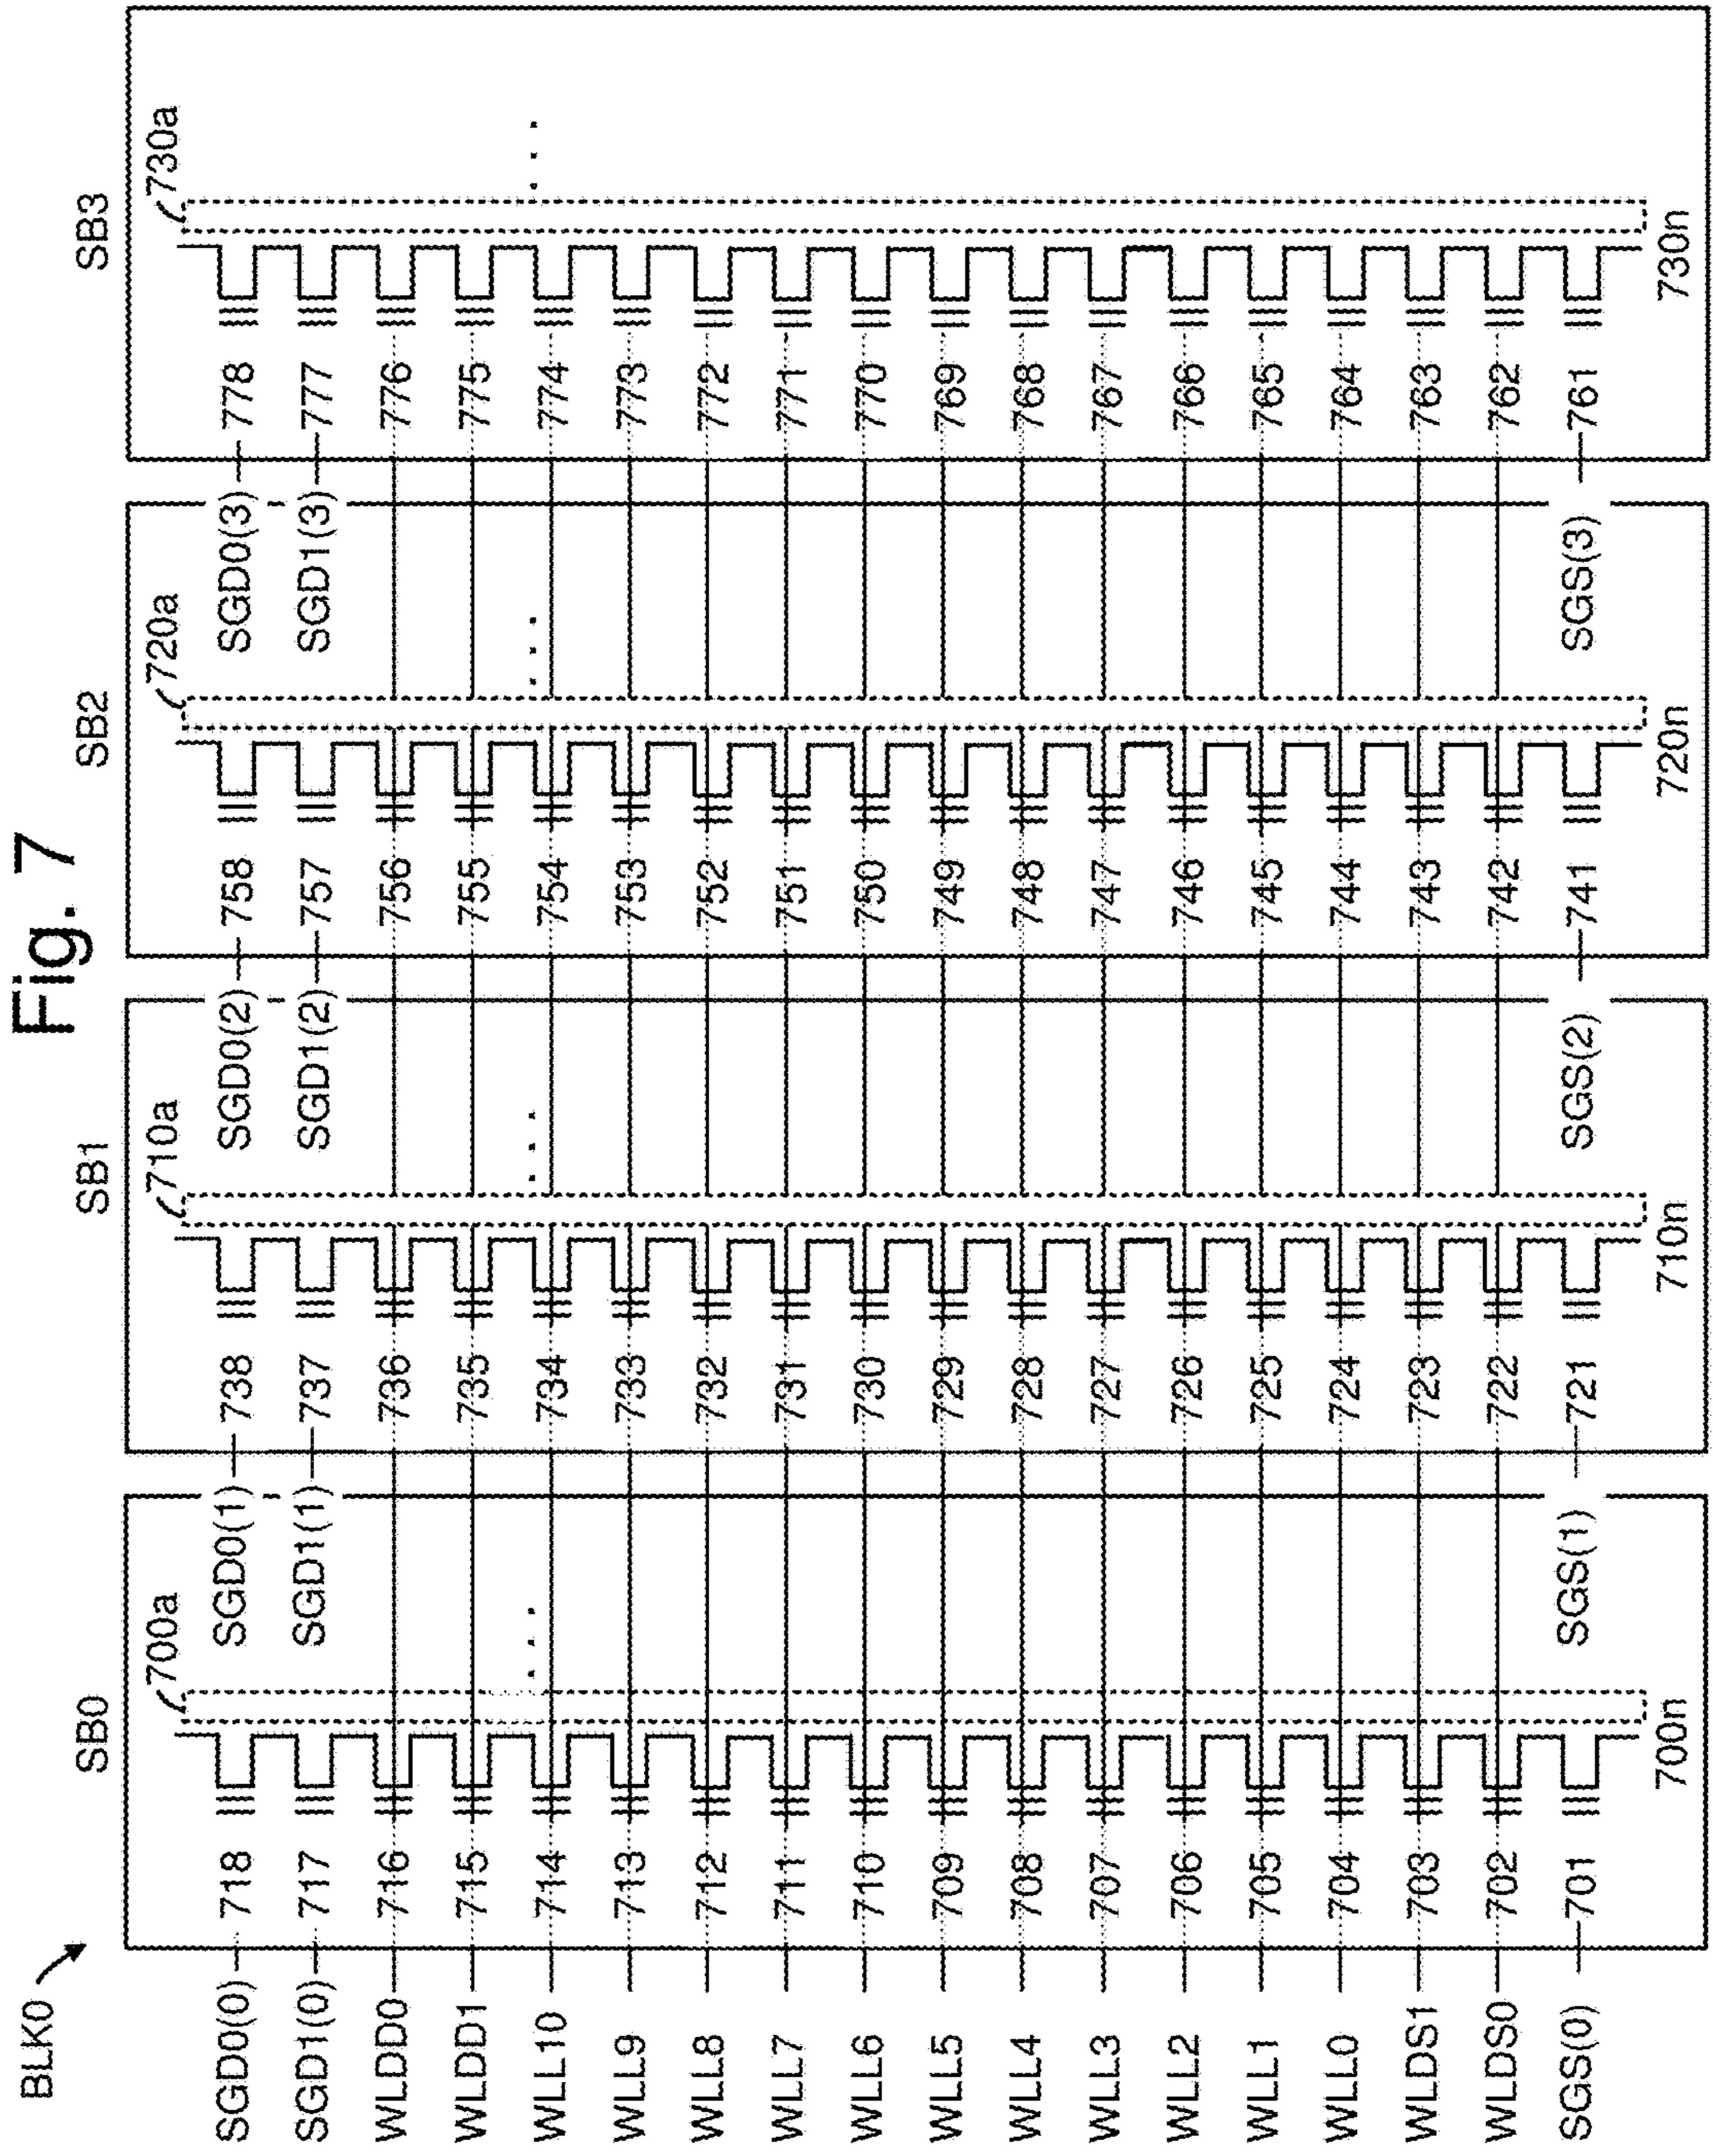 Fig. 7
BLK0
SB0 SB1 SB2 SB3
700a 710a 720a 730a
SGD0(0) 718 SGD0(1) 738 SGD0(2) 758 SGD0(3) 778
SGD1(0) 717 SGD1(1) 737 SGD1(2) 757 SGD1(3) 777
WLDD0 716 736 756 776
WLDD1 715 735 755 775
WLL10 714 734 754 774
WLL9 713 733 753 773
WLL8 712 732 752 772
WLL7 711 731 751 771
WLL6 710 730 750 770
WLL5 709 729 749 769
WLL4 708 728 748 768
WLL3 707 727 747 767
WLL2 706 726 746 766
WLL1 705 725 745 765
WLL0 704 724 744 764
WLDS1 703 723 743 763
WLDS0 702 722 742 762
SGS(0) 701 SGS(1) 721 SGS(2) 741 SGS(3) 761
700n 710n 720n 730n